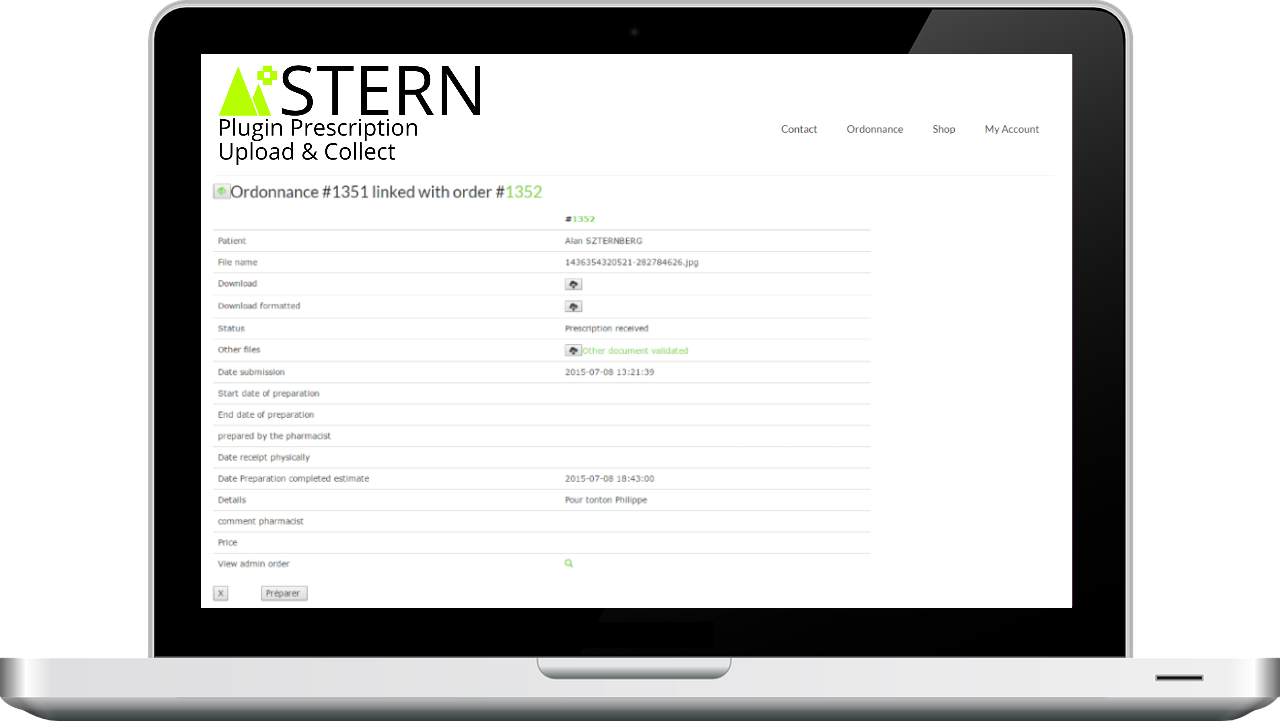 STERN
Plugin Prescription
Upload & Collect
Contact Ordonnance Shop My Account
Ordonnance #1351 linked with order #1352
#1352
Patient Alan SZTERNBERG
File name 1436354320521-282784626.jpg
Download
Download formatted
Status Prescription received
Other files Other document validated
Date submission 2015-07-08 13:21:39
Start date of preparation
End date of preparation
prepared by the pharmacist
Date receipt physically
Date Preparation completed estimate 2015-07-08 18:43:00
Details Pour tonton Philippe
comment pharmacist
Price
View admin order
X Préparer